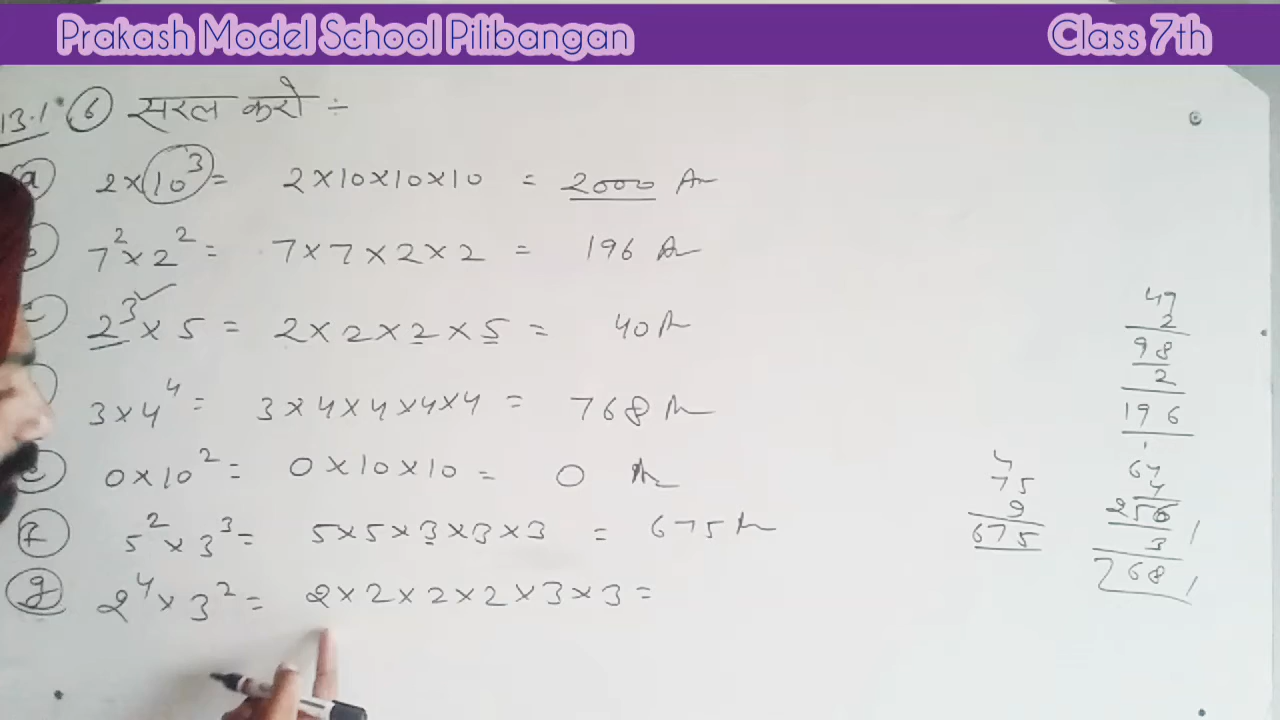 Prakash Model School Pilibangan Class 7th
13.1 6 सरल करो ÷
a 2×10³= 2×10×10×10 = 2000 An
7²×2²= 7×7×2×2 = 196 An
2³×5 = 2×2×2×5 = 40 An
3×4⁴= 3×4×4×4×4 = 768 An
e 0×10²= 0×10×10 = 0 An
f 5²×3³= 5×5×3×3×3 = 675 An
g 2⁴×3²= 2×2×2×2×3×3=
49
2
98
2
196
64
4
256
3
768
4
75
9
675